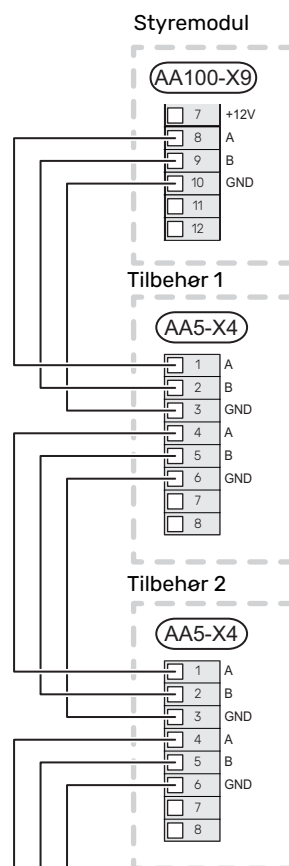 Styremodul
AA100-X9
7 +12V
8 A
9 B
10 GND
11
12
Tilbehør 1
AA5-X4
1 A
2 B
3 GND
4 A
5 B
6 GND
7
8
Tilbehør 2
AA5-X4
1 A
2 B
3 GND
4 A
5 B
6 GND
7
8